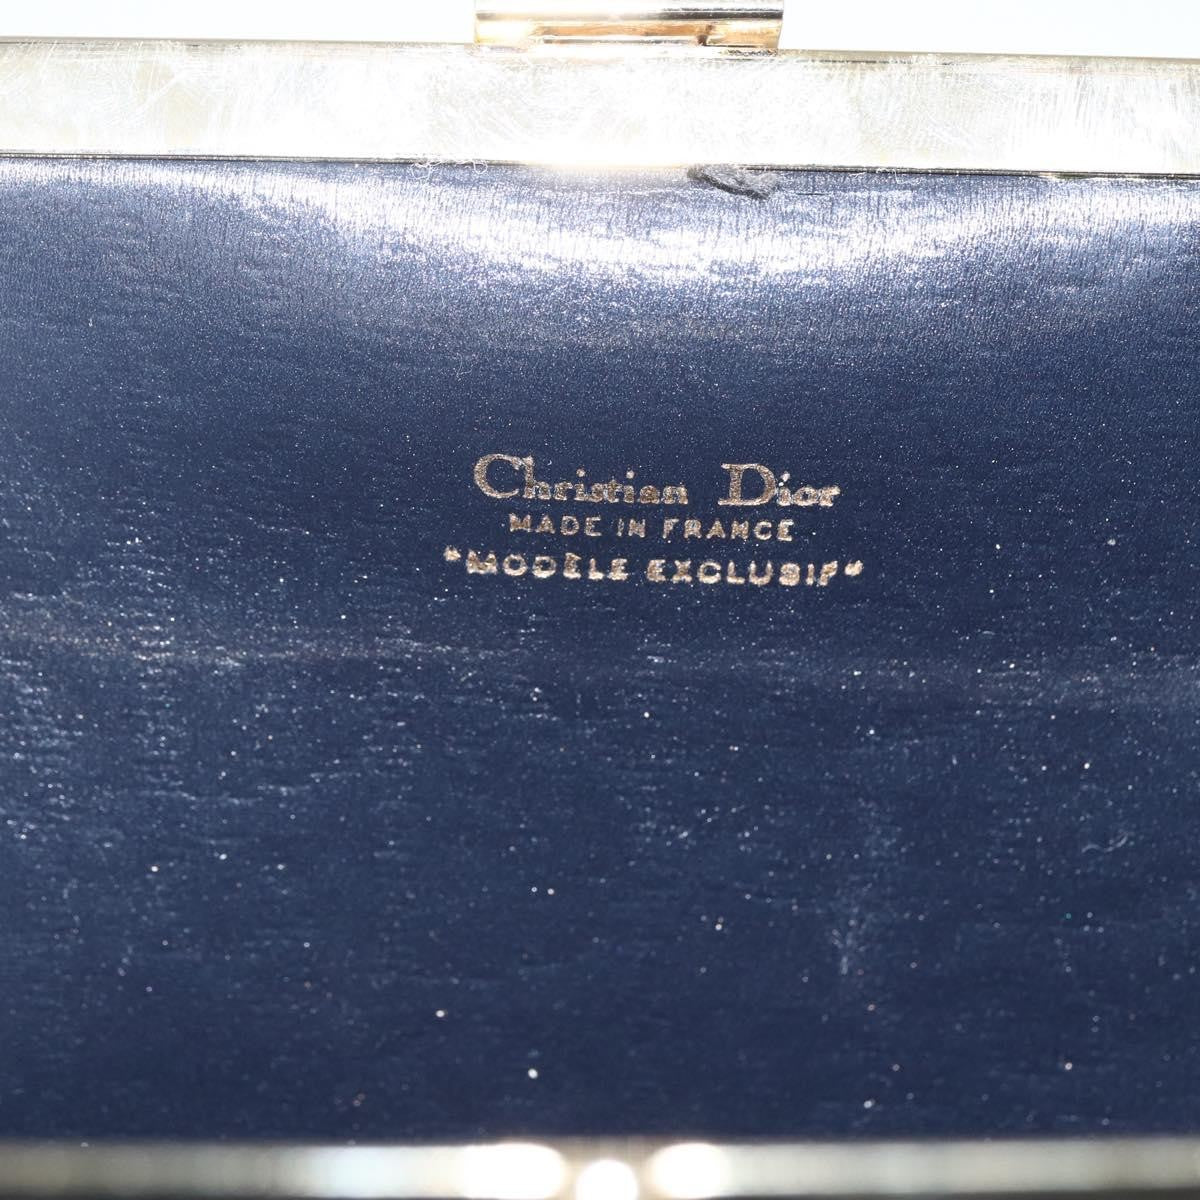 Christian Dior
MADE IN FRANCE
"MODÈLE EXCLUSIF"